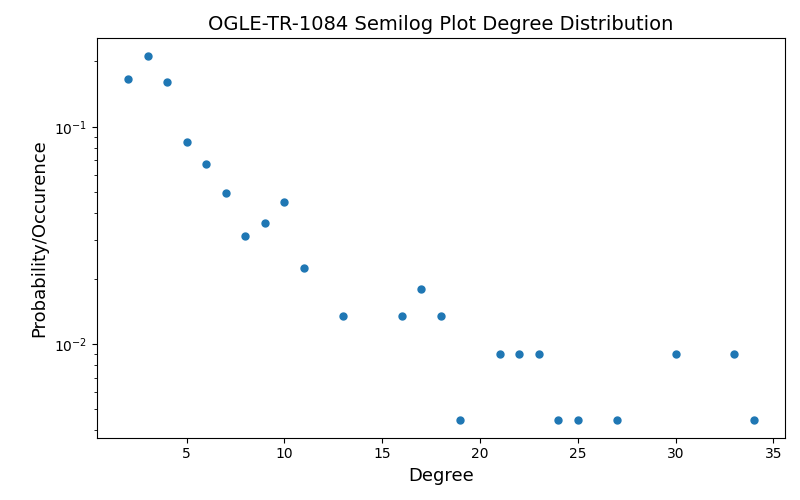 OGLE-TR-1084 Semilog Plot Degree Distribution
Probability/Occurence
10⁻¹
10⁻²
5 10 15 20 25 30 35
Degree